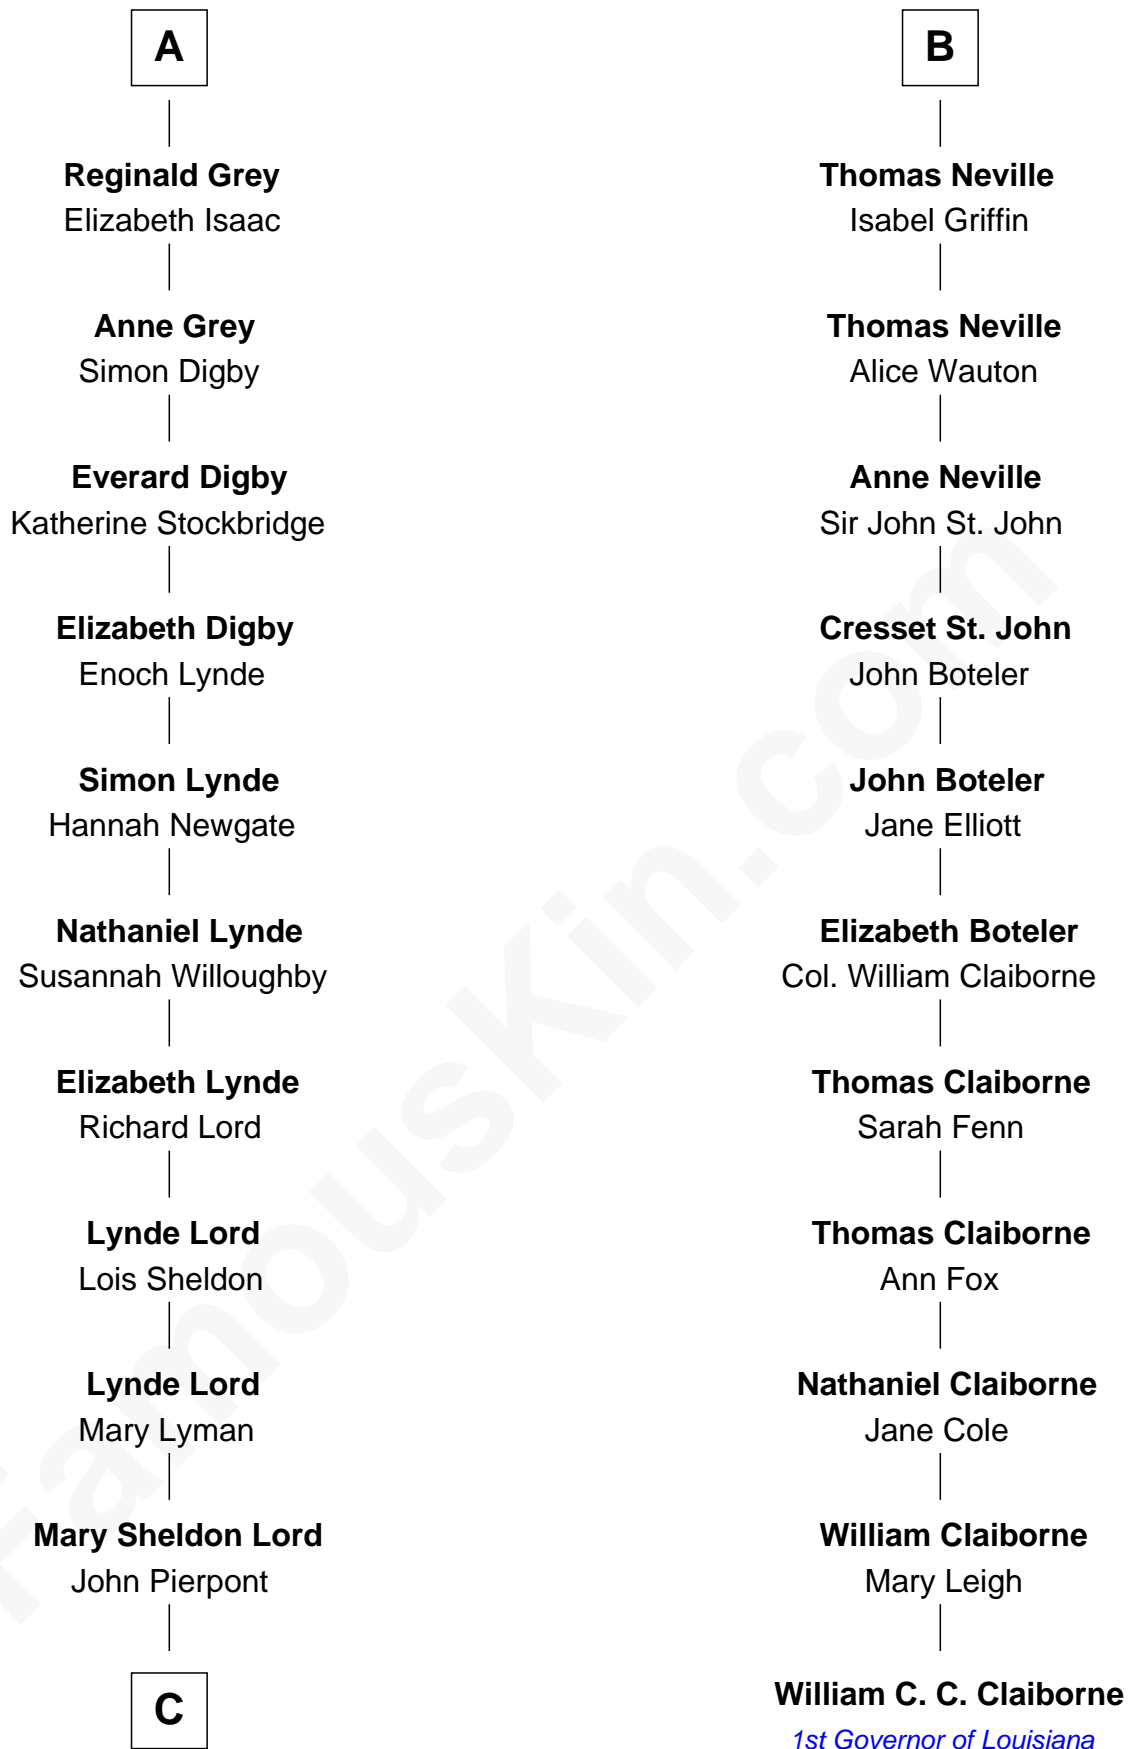 A
Reginald Grey
Elizabeth Isaac
Anne Grey
Simon Digby
Everard Digby
Katherine Stockbridge
Elizabeth Digby
Enoch Lynde
Simon Lynde
Hannah Newgate
Nathaniel Lynde
Susannah Willoughby
Elizabeth Lynde
Richard Lord
Lynde Lord
Lois Sheldon
Lynde Lord
Mary Lyman
Mary Sheldon Lord
John Pierpont
C
B
Thomas Neville
Isabel Griffin
Thomas Neville
Alice Wauton
Anne Neville
Sir John St. John
Cresset St. John
John Boteler
John Boteler
Jane Elliott
Elizabeth Boteler
Col. William Claiborne
Thomas Claiborne
Sarah Fenn
Thomas Claiborne
Ann Fox
Nathaniel Claiborne
Jane Cole
William Claiborne
Mary Leigh
William C. C. Claiborne
1st Governor of Louisiana
FamousKin.com